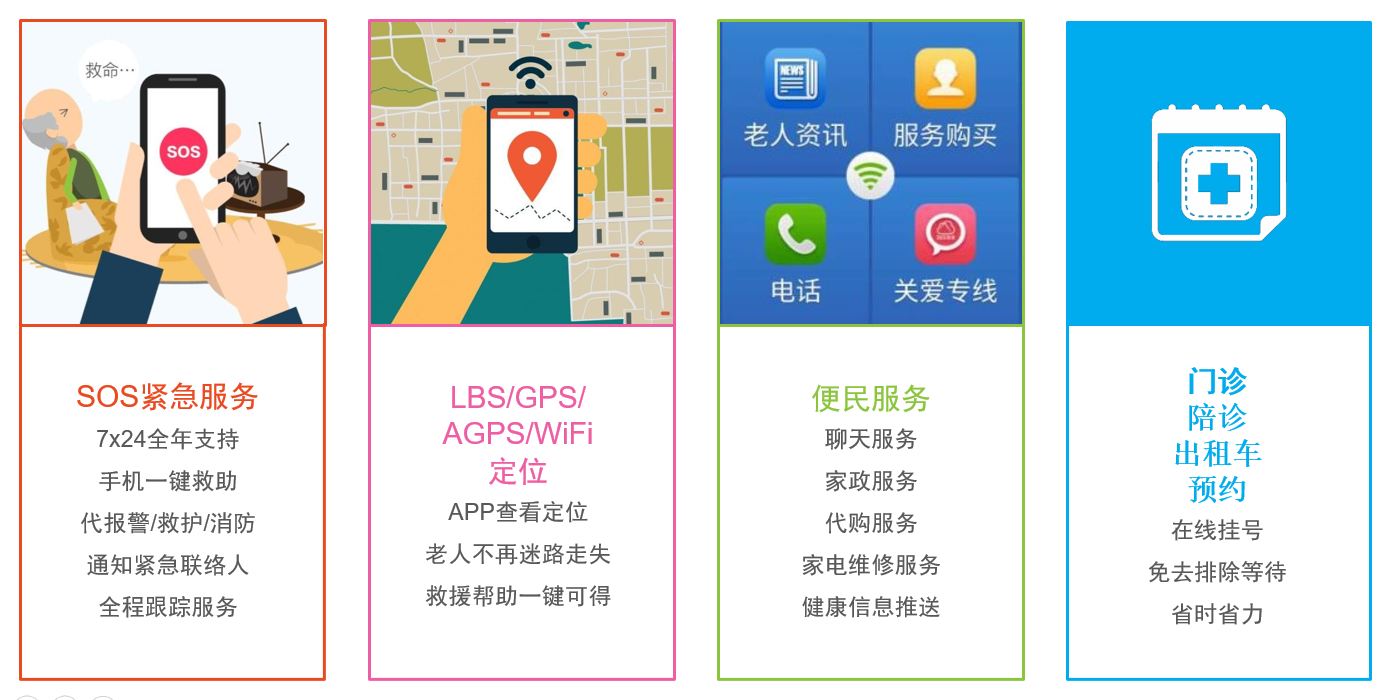 救命…
SOS
SOS紧急服务
7x24全年支持
手机一键救助
代报警/救护/消防
通知紧急联络人
全程跟踪服务
LBS/GPS/
AGPS/WiFi
定位
APP查看定位
老人不再迷路走失
救援帮助一键可得
NEWS
老人资讯
服务购买
电话
关爱专线
便民服务
聊天服务
家政服务
代购服务
家电维修服务
健康信息推送
门诊
陪诊
出租车
预约
在线挂号
免去排除等待
省时省力